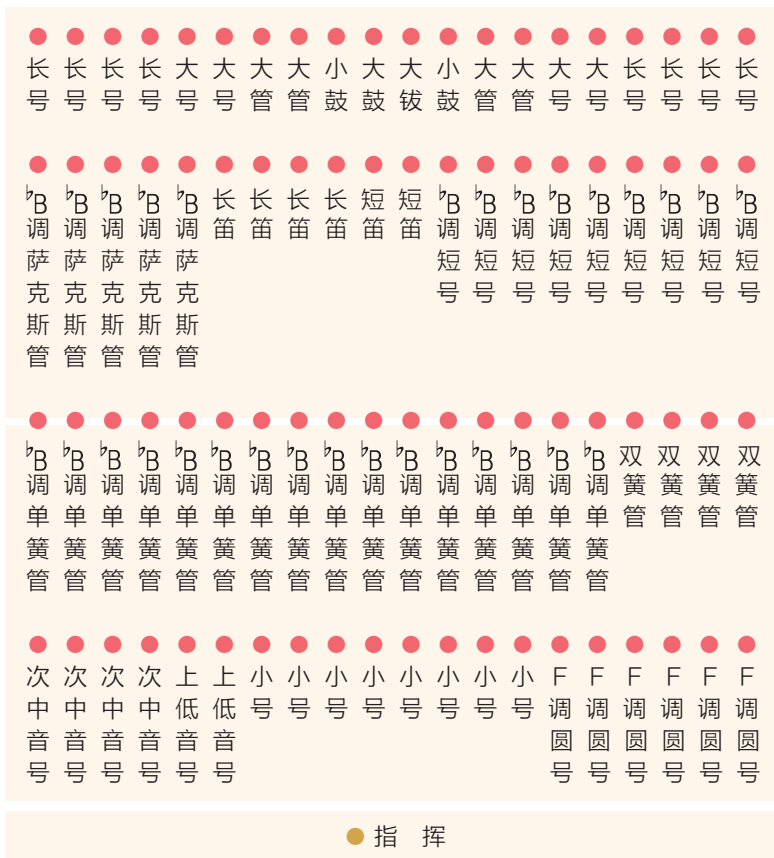 长号 长号 长号 长号 大号 大号 大管 大管 小鼓 大鼓 大钹 小鼓 大管 大管 大号 大号 长号 长号 长号 长号
♭B调萨克斯管 ♭B调萨克斯管 ♭B调萨克斯管 ♭B调萨克斯管 ♭B调萨克斯管 长笛 长笛 长笛 长笛 短笛 短笛 ♭B调短号 ♭B调短号 ♭B调短号 ♭B调短号 ♭B调短号 ♭B调短号 ♭B调短号 ♭B调短号 ♭B调短号
♭B调单簧管 ♭B调单簧管 ♭B调单簧管 ♭B调单簧管 ♭B调单簧管 ♭B调单簧管 ♭B调单簧管 ♭B调单簧管 ♭B调单簧管 ♭B调单簧管 ♭B调单簧管 ♭B调单簧管 ♭B调单簧管 ♭B调单簧管 ♭B调单簧管 ♭B调单簧管 双簧管 双簧管 双簧管 双簧管
次中音号 次中音号 次中音号 次中音号 上低音号 上低音号 小号 小号 小号 小号 小号 小号 小号 小号 F调圆号 F调圆号 F调圆号 F调圆号 F调圆号 F调圆号
指 挥